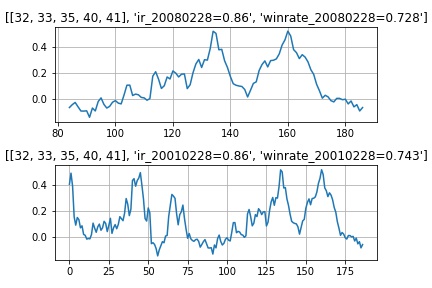 [[32, 33, 35, 40, 41], 'ir_20080228=0.86', 'winrate_20080228=0.728']
0.4
0.2
0.0
80 100 120 140 160 180
[[32, 33, 35, 40, 41], 'ir_20010228=0.86', 'winrate_20010228=0.743']
0.4
0.2
0.0
0 25 50 75 100 125 150 175